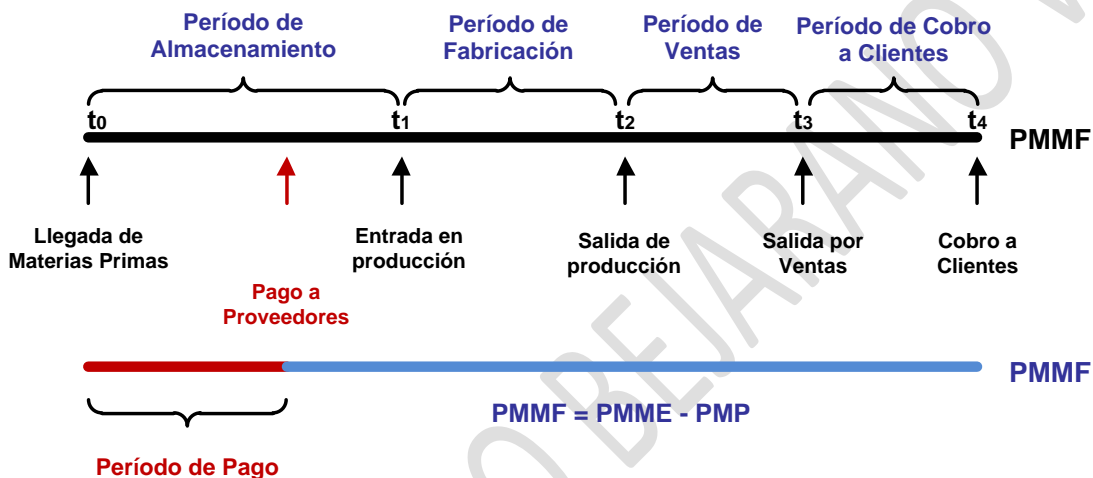 Período de
Almacenamiento
Período de
Fabricación
Período de
Ventas
Período de Cobro
a Clientes
t0
t1
t2
t3
t4
PMMF
Llegada de
Materias Primas
Entrada en
producción
Salida de
producción
Salida por
Ventas
Cobro a
Clientes
Pago a
Proveedores
PMMF
PMMF = PMME - PMP
Período de Pago
BEJARANO